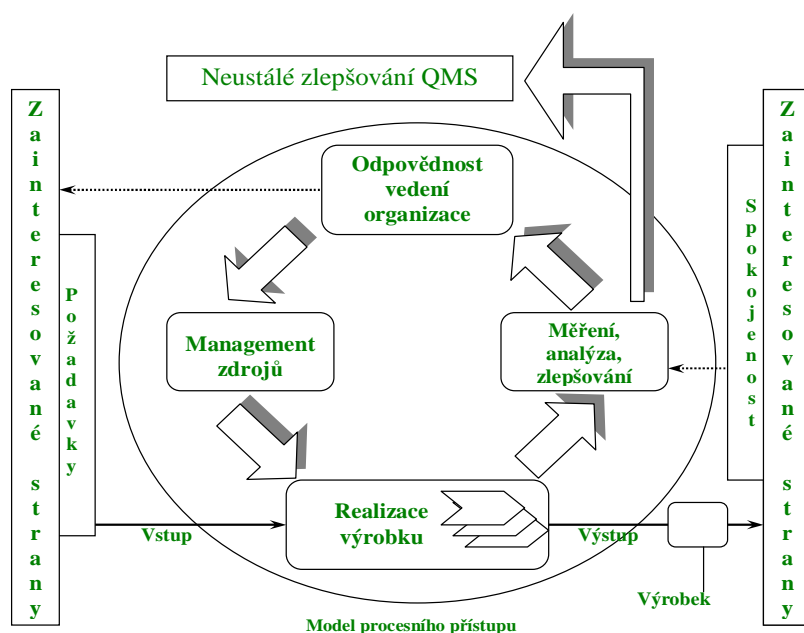 Neustálé zlepšování QMS
Zainteresované strany
Požadavky
Odpovědnost
vedení
organizace
Management
zdrojů
Měření,
analýza,
zlepšování
Realizace
výrobku
Vstup
Výstup
Výrobek
Spokojenost
Zainteresované strany
Model procesního přístupu